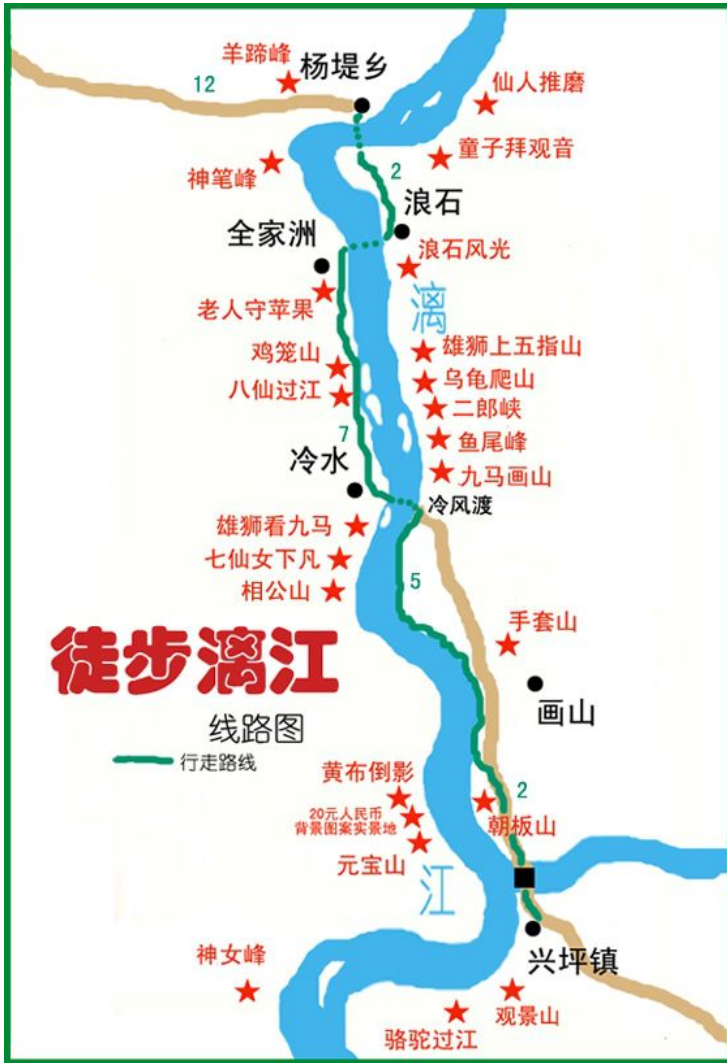 羊蹄峰
杨堤乡
12
仙人推磨
神笔峰
童子拜观音
2
浪石
全家洲
浪石风光
老人守苹果
漓
鸡笼山
雄狮上五指山
八仙过江
乌龟爬山
二郎峡
7
鱼尾峰
冷水
九马画山
冷风渡
雄狮看九马
七仙女下凡
5
相公山
手套山
徒步漓江
画山
线路图
行走路线
黄布倒影
2
20元人民币
背景图案实景地
朝板山
元宝山
江
兴坪镇
神女峰
观景山
骆驼过江